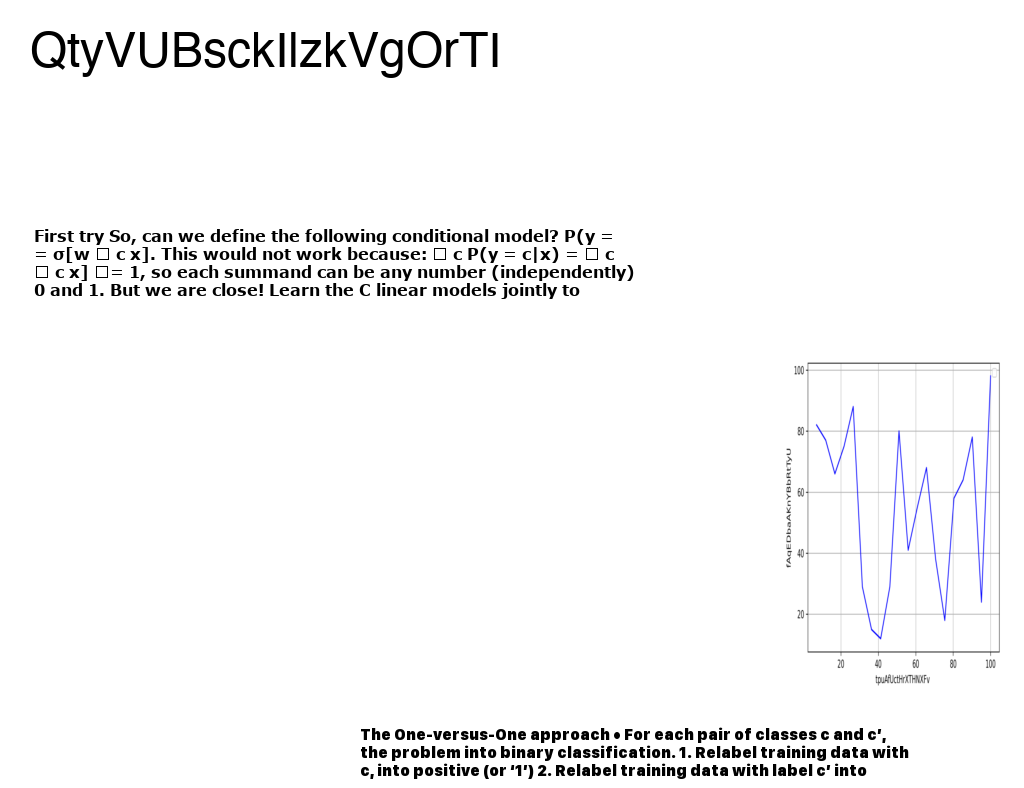 QtyVUBsckIlzkVgOrTI
First try So, can we define the following conditional model? P(y =
= σ[w □ c x]. This would not work because: □ c P(y = c|x) = □ c
□ c x] □= 1, so each summand can be any number (independently)
0 and 1. But we are close! Learn the C linear models jointly to
100
80
60
40
20
fAqEDbaAKnYBbRtTyU
20 40 60 80 100
tpuAfUctHrXTHNXFv
The One-versus-One approach • For each pair of classes c and c’,
the problem into binary classification. 1. Relabel training data with
c, into positive (or ‘1’) 2. Relabel training data with label c’ into